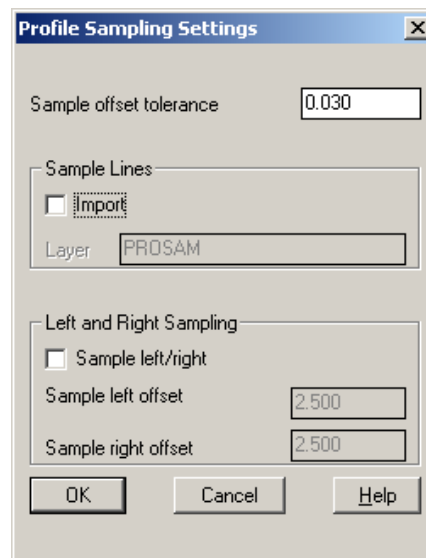 Profile Sampling Settings
Sample offset tolerance 0.030
Sample Lines
Import
Layer PROSAM
Left and Right Sampling
Sample left/right
Sample left offset 2.500
Sample right offset 2.500
OK Cancel Help